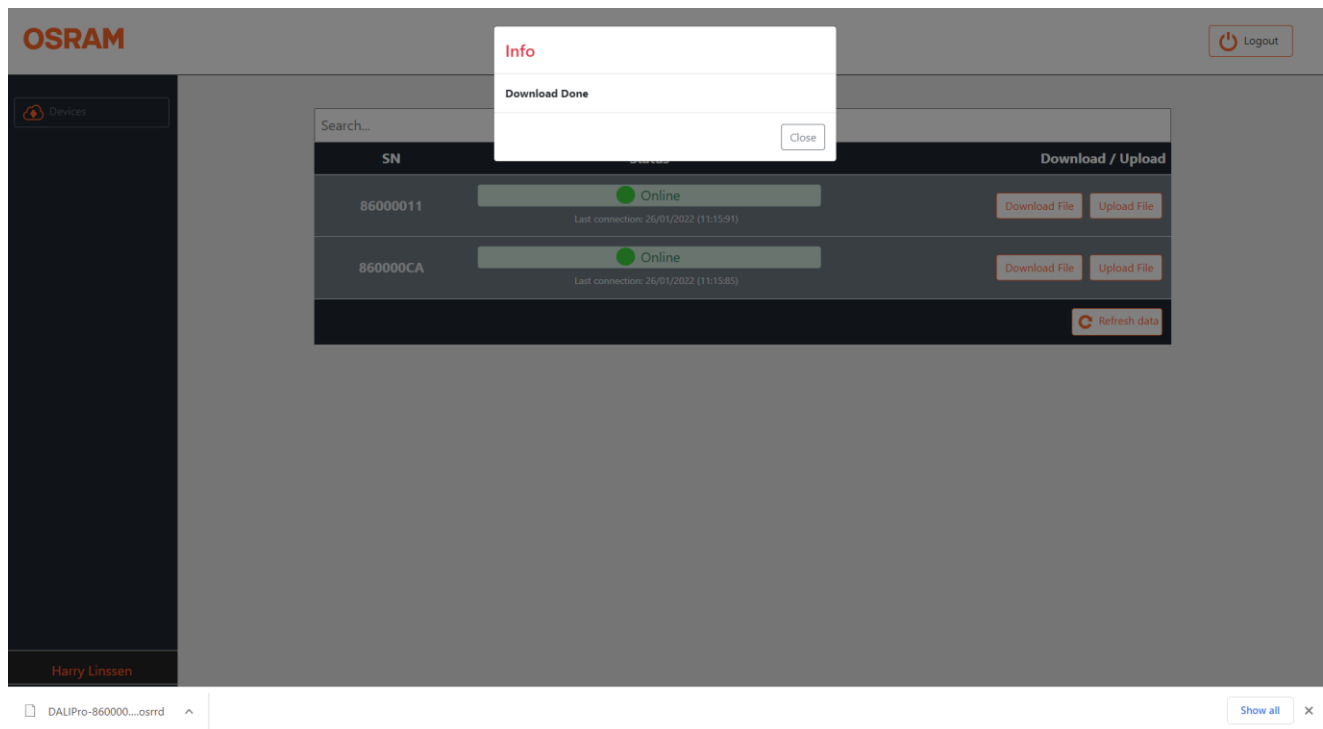 OSRAM
Logout
Info
Download Done
Close
Devices
Search...
SN
Download / Upload
86000011
Online
Last connection: 26/01/2022 (11:15:91)
Download File
Upload File
860000CA
Online
Last connection: 26/01/2022 (11:15:85)
Download File
Upload File
Refresh data
Harry Linssen
DALIPro-860000....osrrd
Show all